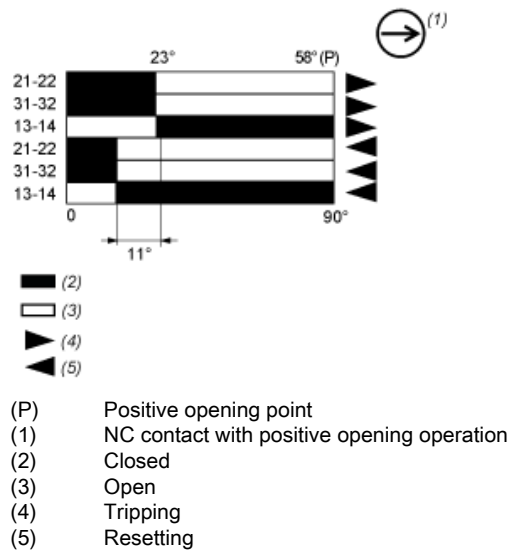 (1)
23° 58° (P)
21-22
31-32
13-14
21-22
31-32
13-14
0 90°
11°
(2)
(3)
(4)
(5)
(P) Positive opening point
(1) NC contact with positive opening operation
(2) Closed
(3) Open
(4) Tripping
(5) Resetting